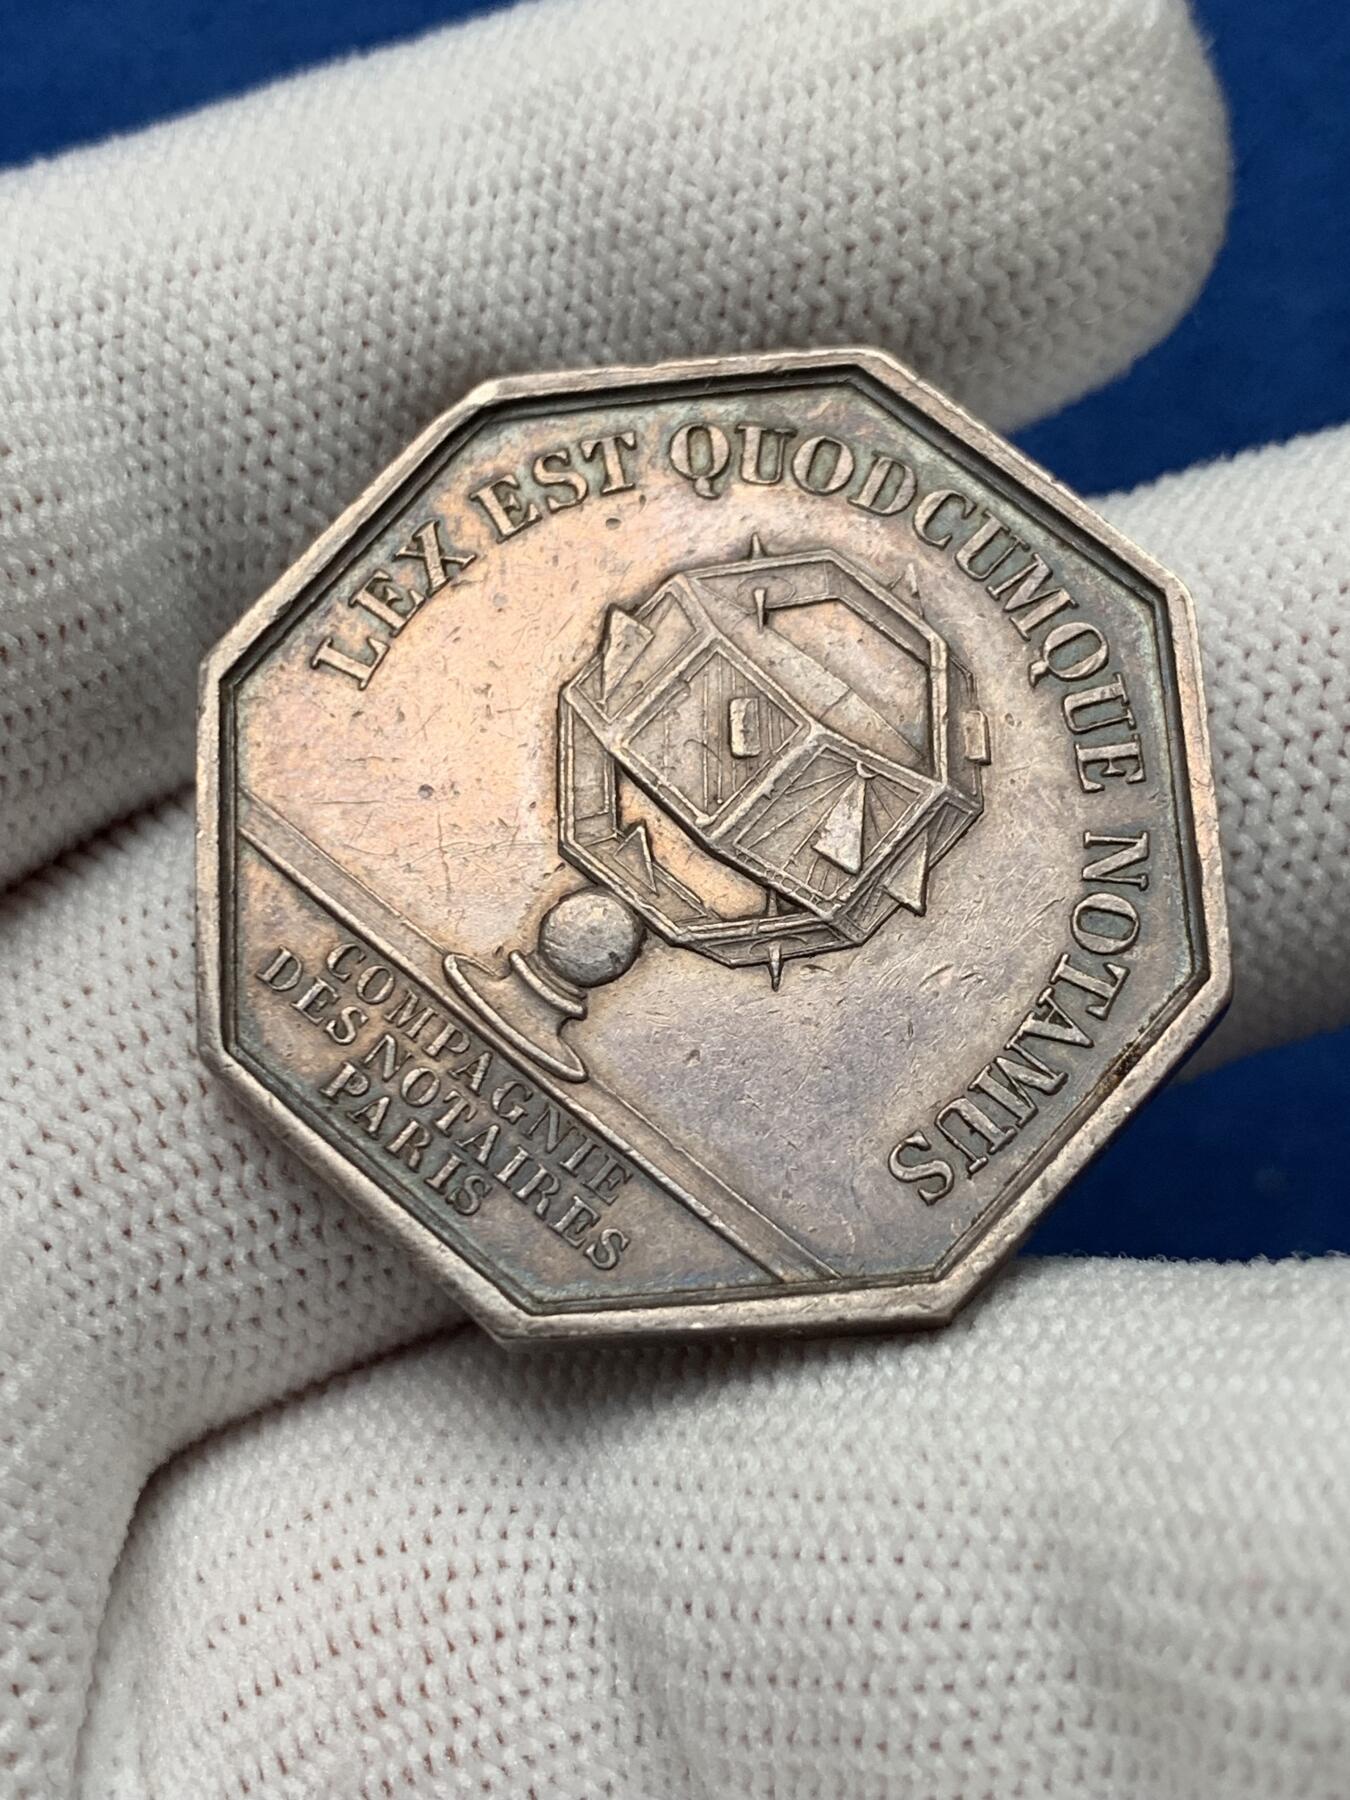 LEX EST QUODCUMQUE NOTAMUS
COMPAGNIE
DES NOTAIRES
PARIS